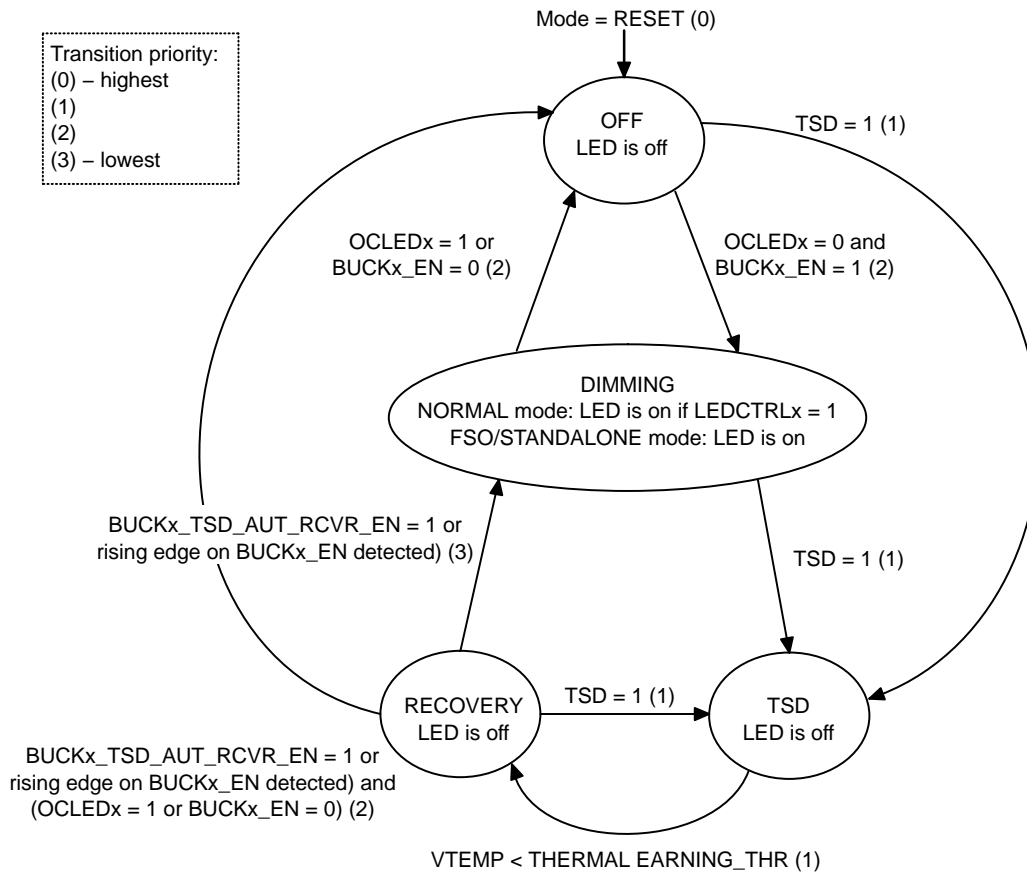 Mode = RESET (0)
Transition priority:
(0) – highest
(1)
(2)
(3) – lowest
OFF
LED is off
TSD = 1 (1)
OCLEDx = 1 or
BUCKx_EN = 0 (2)
OCLEDx = 0 and
BUCKx_EN = 1 (2)
DIMMING
NORMAL mode: LED is on if LEDCTRLx = 1
FSO/STANDALONE mode: LED is on
BUCKx_TSD_AUT_RCVR_EN = 1 or
rising edge on BUCKx_EN detected) (3)
TSD = 1 (1)
RECOVERY
LED is off
TSD = 1 (1)
TSD
LED is off
BUCKx_TSD_AUT_RCVR_EN = 1 or
rising edge on BUCKx_EN detected) and
(OCLEDx = 1 or BUCKx_EN = 0) (2)
VTEMP < THERMAL EARNING_THR (1)